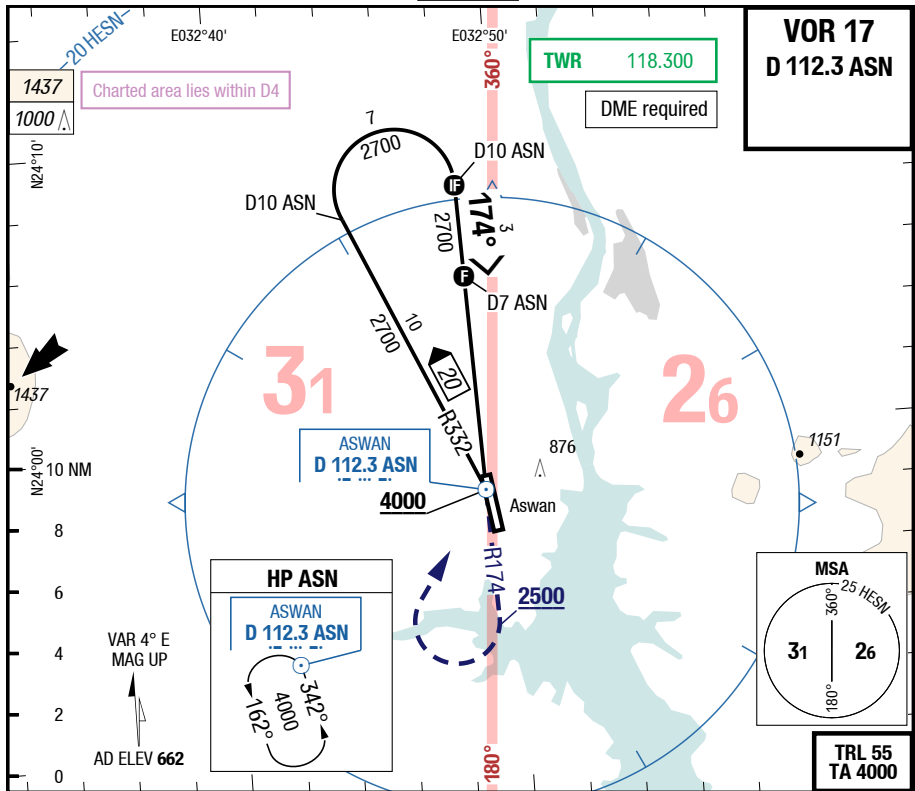 VOR 17
D 112.3 ASN
20 HESN
E032°40'
E032°50'
360°
TWR 118.300
DME required
1437
1000
Charted area lies within D4
N24°10'
7
2700
D10 ASN
IF
D10 ASN
174°
3
2700
F
D7 ASN
10
2700
20
R332
31
26
1437
1151
876
ASWAN
D 112.3 ASN
4000
Aswan
N24°00'
10 NM
8
6
4
2
0
R174
2500
HP ASN
ASWAN
D 112.3 ASN
342°
4000
162°
VAR 4° E
MAG UP
AD ELEV 662
180°
MSA
25 HESN
360°
31
26
180°
TRL 55
TA 4000